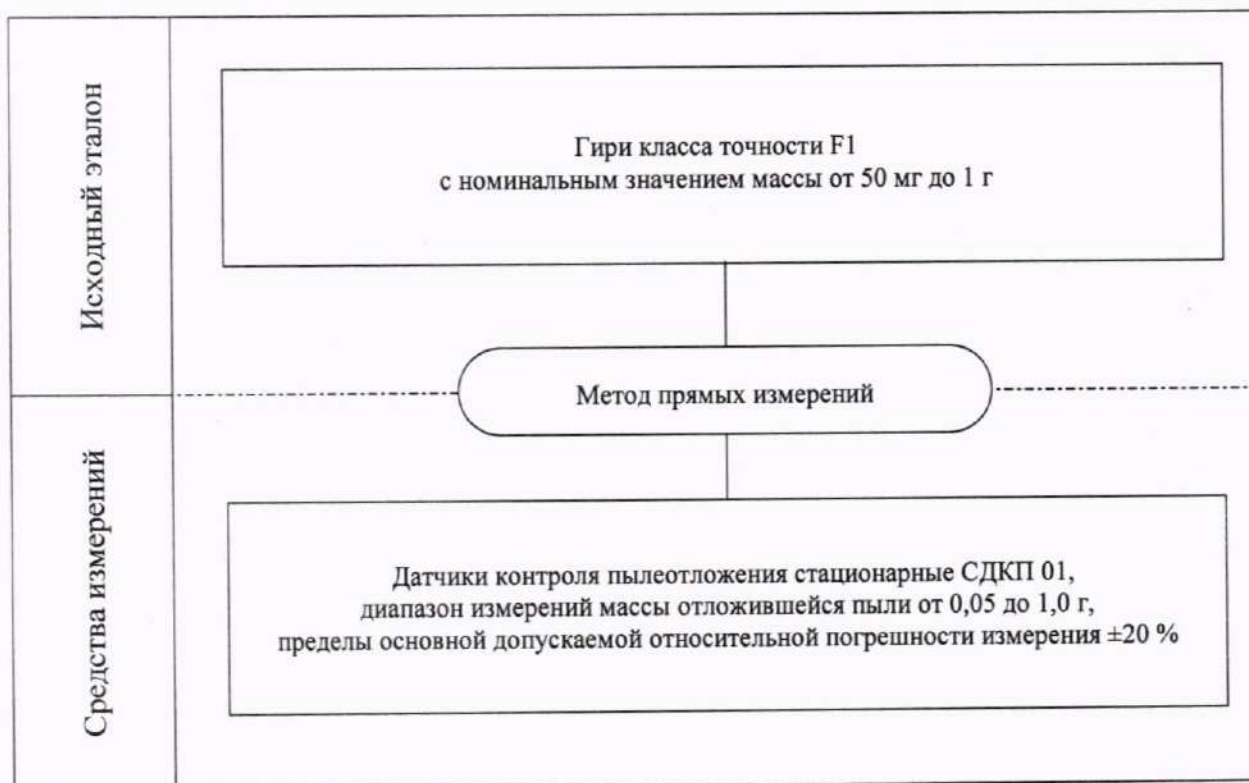 Исходный эталон
Гири класса точности F1
с номинальным значением массы от 50 мг до 1 г
Метод прямых измерений
Средства измерений
Датчики контроля пылеотложения стационарные СДКП 01,
диапазон измерений массы отложившейся пыли от 0,05 до 1,0 г,
пределы основной допускаемой относительной погрешности измерения ±20 %